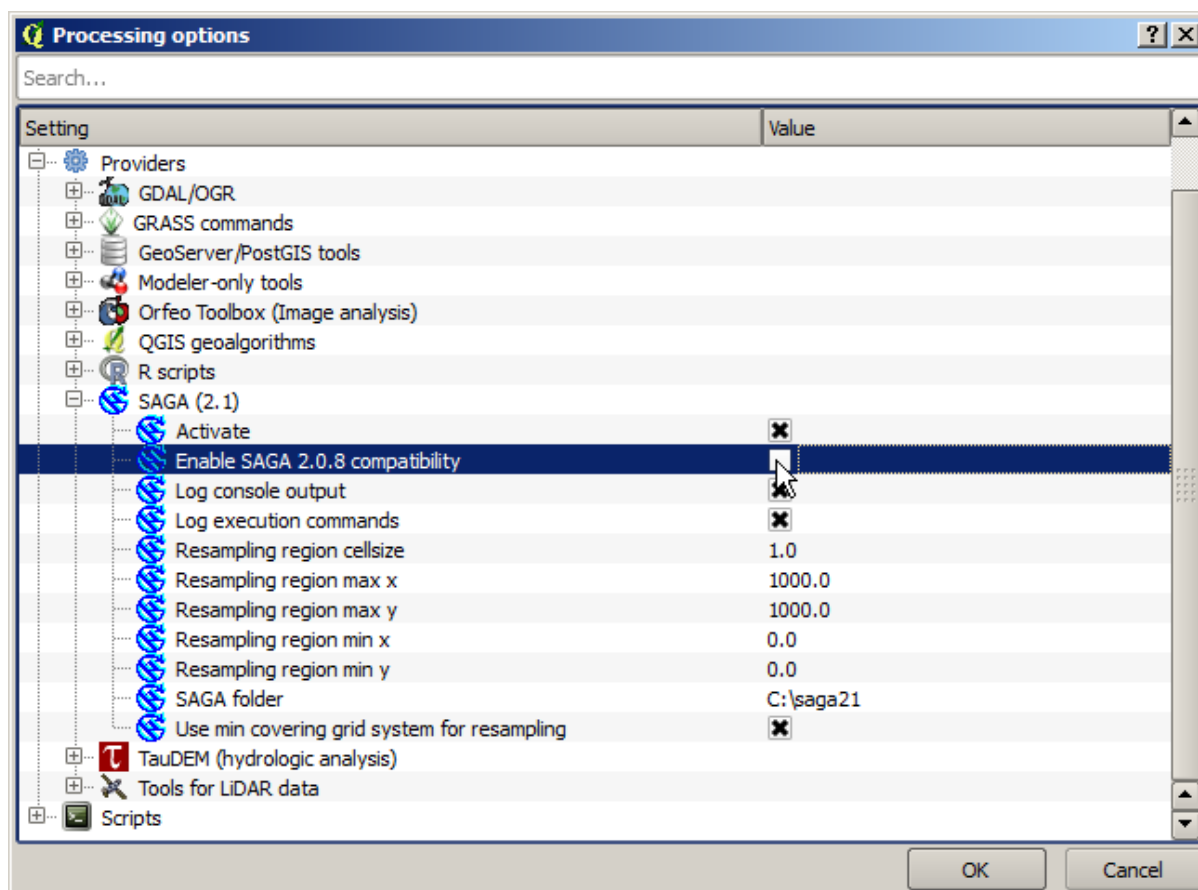 Processing options
Search...
Setting Value
Providers
GDAL/OGR
GRASS commands
GeoServer/PostGIS tools
Modeler-only tools
Orfeo Toolbox (Image analysis)
QGIS geoalgorithms
R scripts
SAGA (2.1)
Activate
Enable SAGA 2.0.8 compatibility
Log console output
Log execution commands
Resampling region cellsize 1.0
Resampling region max x 1000.0
Resampling region max y 1000.0
Resampling region min x 0.0
Resampling region min y 0.0
SAGA folder C:\saga21
Use min covering grid system for resampling
TauDEM (hydrologic analysis)
Tools for LiDAR data
Scripts
OK Cancel